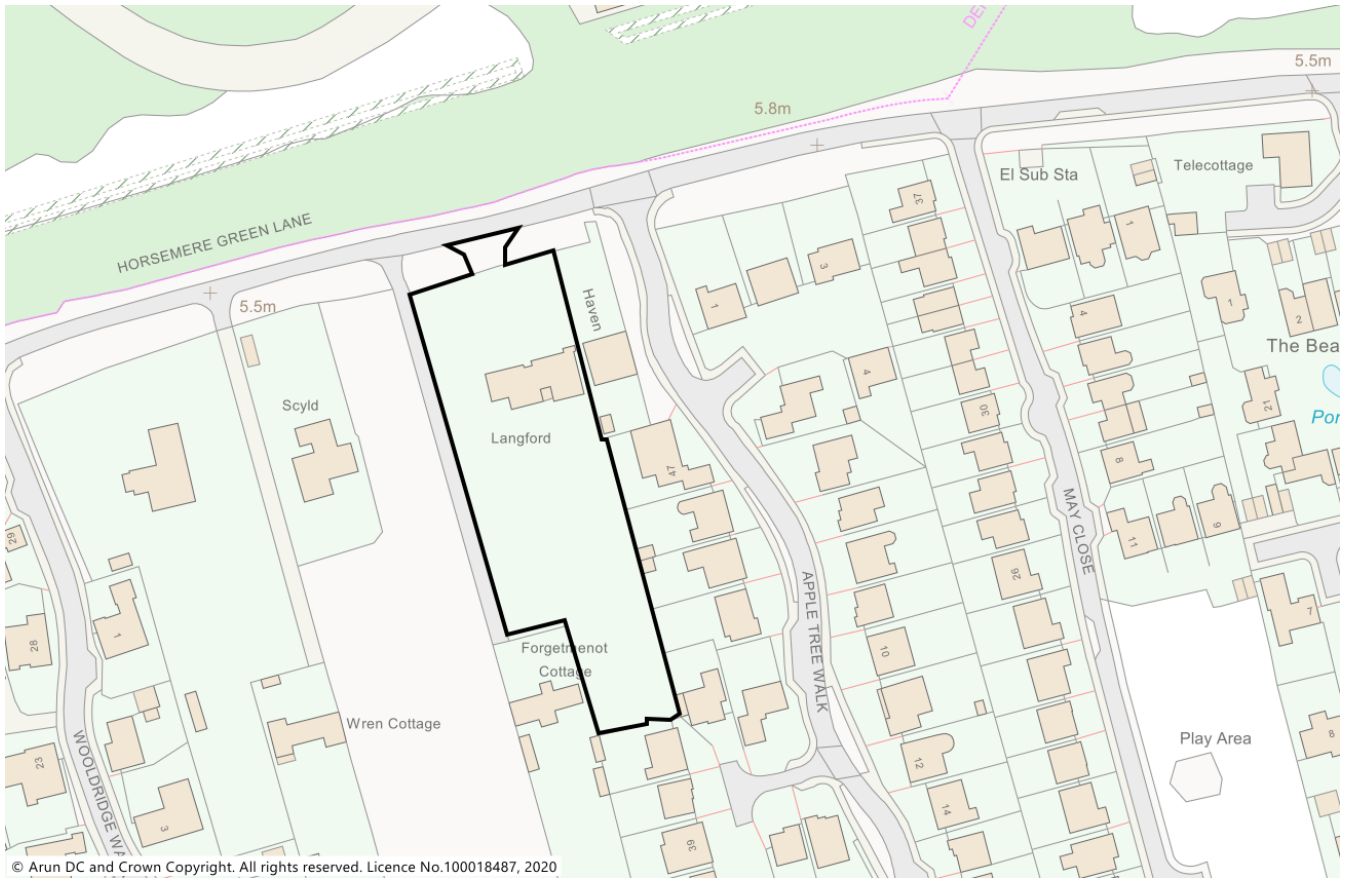 5.5m
5.8m
El Sub Sta
Telecottage
HORSEMERE GREEN LANE
37
1
3
1
5.5m
Haven
1
4
2
The Bea
4
Scyld
30
21
Por
Langford
47
8
MAY CLOSE
9
29
11
26
7
APPLE TREE WALK
1
28
10
Forgetmenot
Cottage
Wren Cottage
Play Area
8
WOOLDRIDGE WA
23
12
14
3
39
© Arun DC and Crown Copyright. All rights reserved. Licence No.100018487, 2020